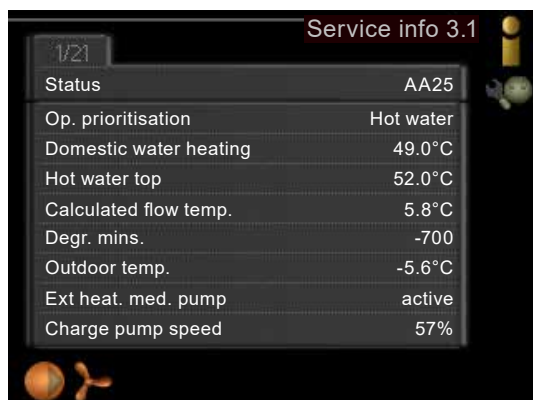 Service info 3.1
1/21
Status AA25
Op. prioritisation Hot water
Domestic water heating 49.0°C
Hot water top 52.0°C
Calculated flow temp. 5.8°C
Degr. mins. -700
Outdoor temp. -5.6°C
Ext heat. med. pump active
Charge pump speed 57%